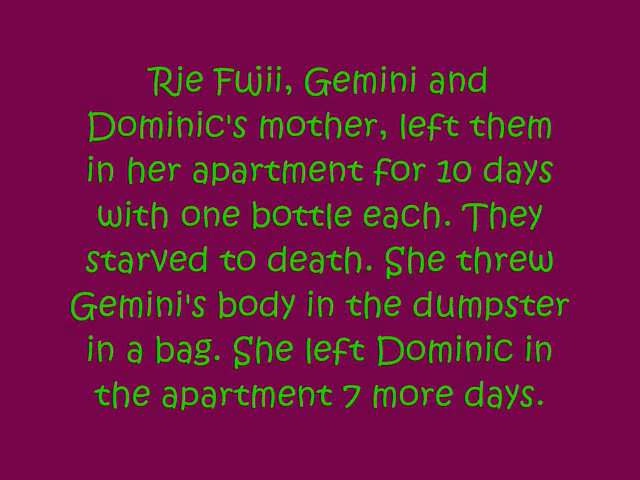 Rie Fujii, Gemini and
Dominic's mother, left them
in her apartment for 10 days
with one bottle each. They
starved to death. She threw
Gemini's body in the dumpster
in a bag. She left Dominic in
the apartment 7 more days.